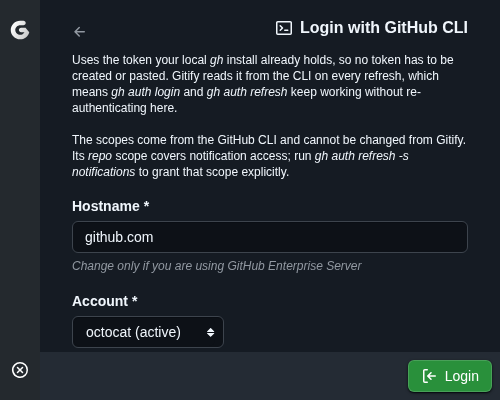 Login with GitHub CLI
Uses the token your local gh install already holds, so no token has to be
created or pasted. Gitify reads it from the CLI on every refresh, which
means gh auth login and gh auth refresh keep working without re-
authenticating here.
The scopes come from the GitHub CLI and cannot be changed from Gitify.
Its repo scope covers notification access; run gh auth refresh -s
notifications to grant that scope explicitly.
Hostname *
github.com
Change only if you are using GitHub Enterprise Server
Account *
octocat (active)
Login